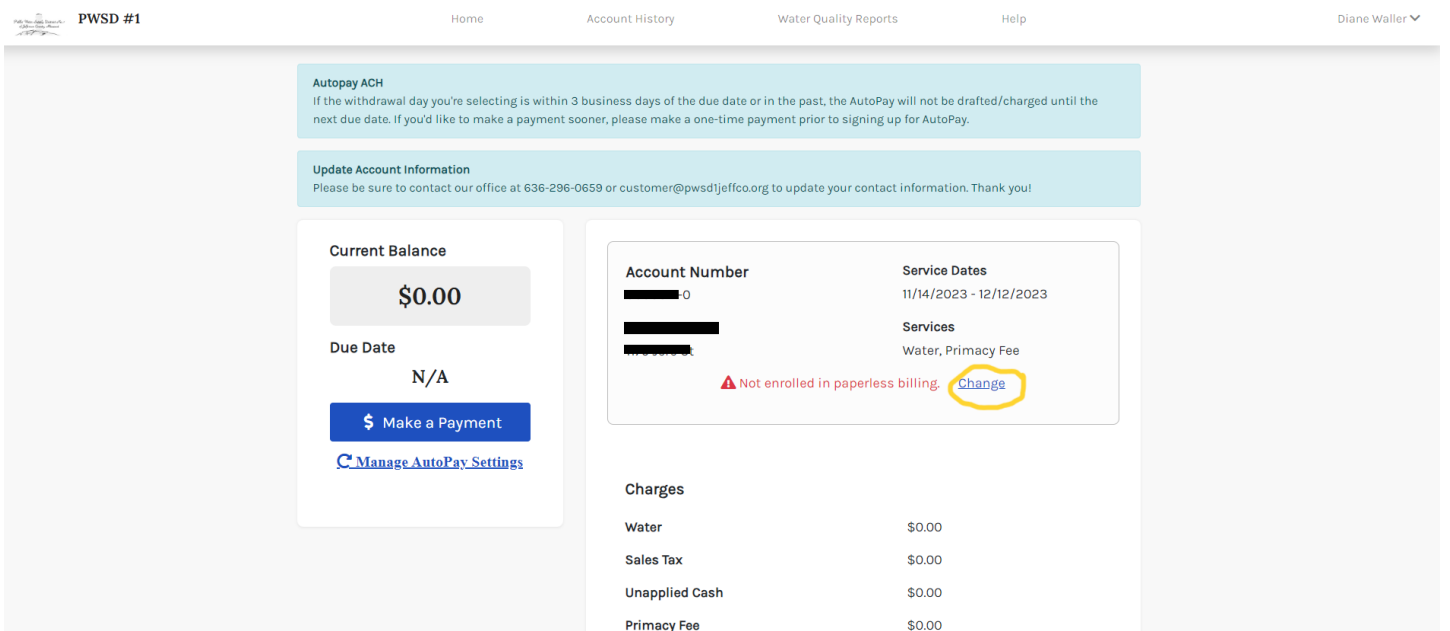 PWSD #1
Home
Account History
Water Quality Reports
Help
Diane Waller
Autopay ACH
If the withdrawal day you're selecting is within 3 business days of the due date or in the past, the AutoPay will not be drafted/charged until the
next due date. If you'd like to make a payment sooner, please make a one-time payment prior to signing up for AutoPay.
Update Account Information
Please be sure to contact our office at 636-296-0659 or customer@pwsd1jeffco.org to update your contact information. Thank you!
Current Balance
$0.00
Due Date
N/A
$ Make a Payment
Manage AutoPay Settings
Account Number
-0
Service Dates
11/14/2023 - 12/12/2023
Services
Water, Primacy Fee
Not enrolled in paperless billing. Change
Charges
Water $0.00
Sales Tax $0.00
Unapplied Cash $0.00
Primacy Fee $0.00